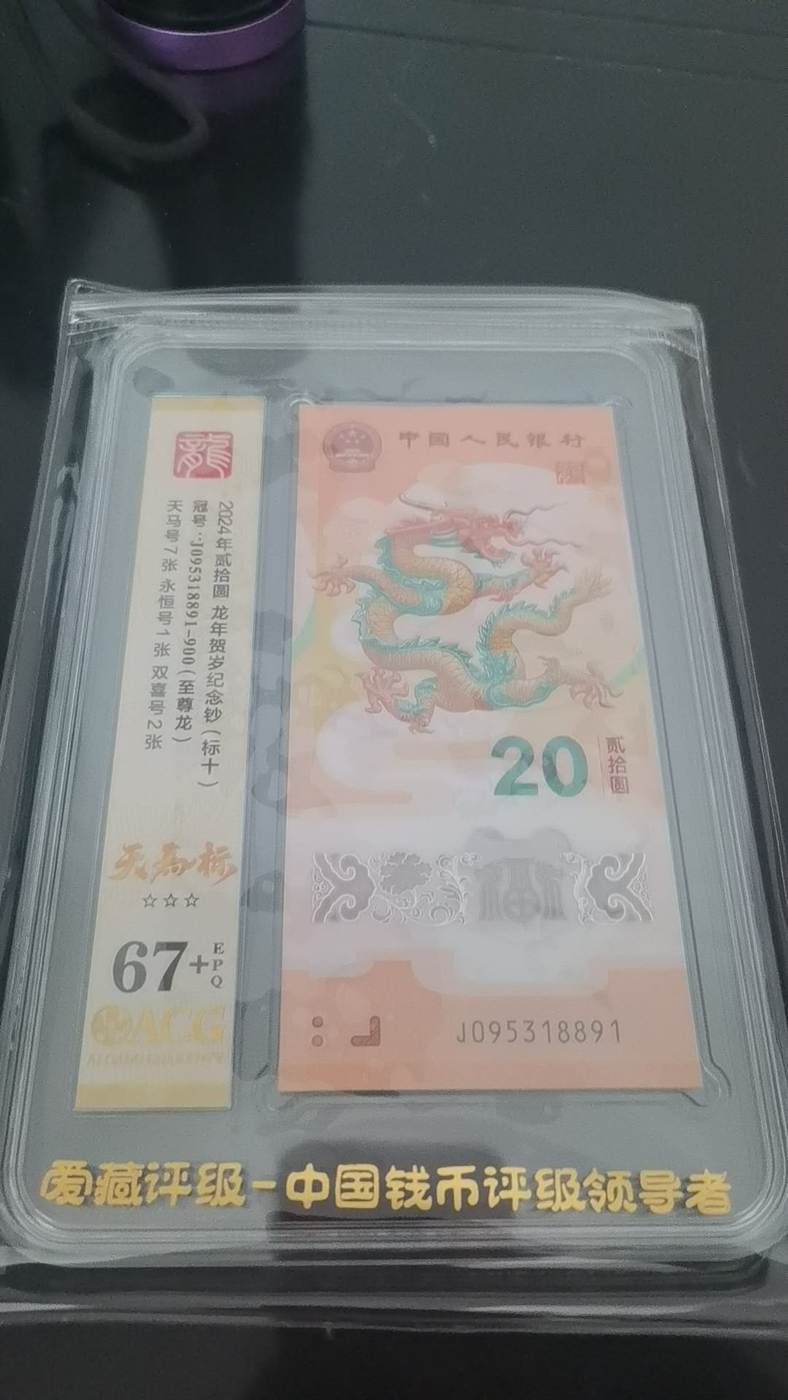 龍
2024年贰拾圆 龙年贺岁纪念钞(标十)
冠号:J095318891-900(至尊龙)
天马号7张 永恒号1张 双喜号2张
天马标
☆☆☆
67+EPQ
ACG
中國人民银行
20
贰拾圆
J095318891
爱藏评级-中国钱币评级领导者